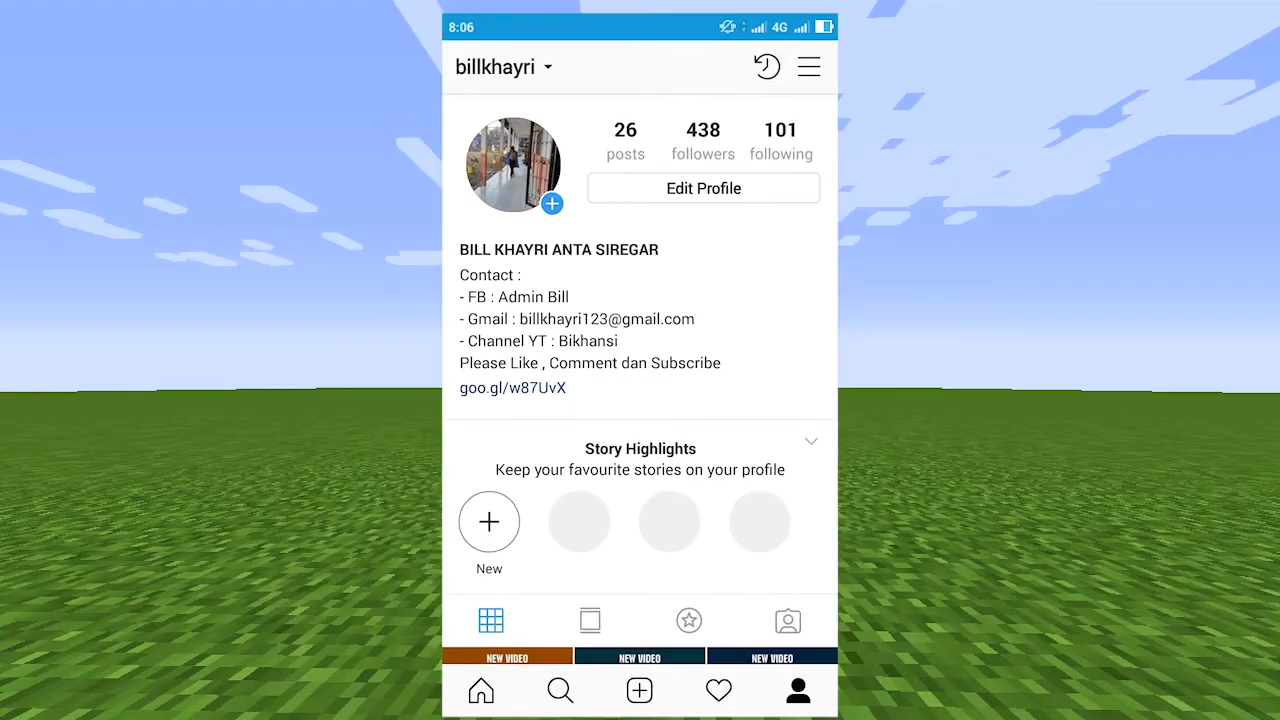 8:06
4G
billkhayri
26 438 101
posts followers following
Edit Profile
BILL KHAYRI ANTA SIREGAR
Contact :
- FB : Admin Bill
- Gmail : billkhayri123@gmail.com
- Channel YT : Bikhansi
Please Like , Comment dan Subscribe
goo.gl/w87UvX
Story Highlights
Keep your favourite stories on your profile
New
NEW VIDEO NEW VIDEO NEW VIDEO